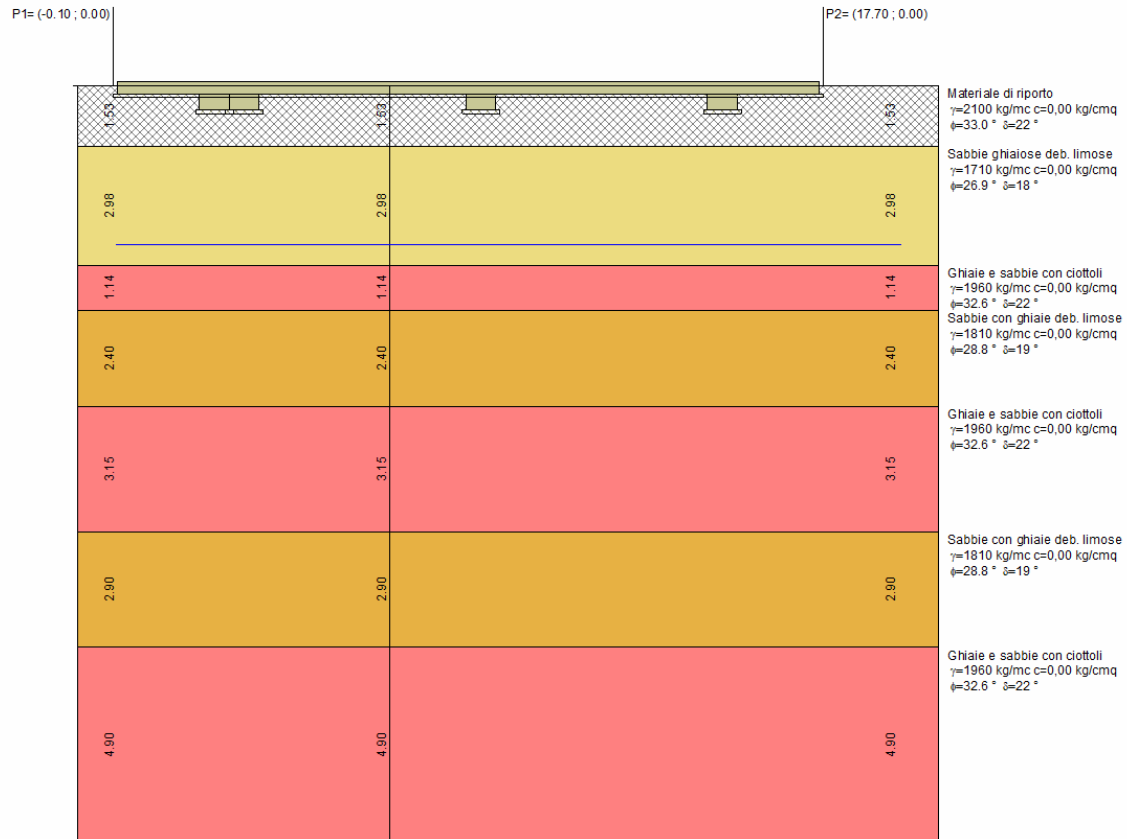 P1= (-0.10 ; 0.00)
P2= (17.70 ; 0.00)
1.53
1.53
1.53
Materiale di riporto
γ=2100 kg/mc c=0,00 kg/cmq
ϕ=33.0 ° δ=22 °
2.98
2.98
2.98
Sabbie ghiaiose deb. limose
γ=1710 kg/mc c=0,00 kg/cmq
ϕ=26.9 ° δ=18 °
1.14
1.14
1.14
Ghiaie e sabbie con ciottoli
γ=1960 kg/mc c=0,00 kg/cmq
ϕ=32.6 ° δ=22 °
2.40
2.40
2.40
Sabbie con ghiaie deb. limose
γ=1810 kg/mc c=0,00 kg/cmq
ϕ=28.8 ° δ=19 °
3.15
3.15
3.15
Ghiaie e sabbie con ciottoli
γ=1960 kg/mc c=0,00 kg/cmq
ϕ=32.6 ° δ=22 °
2.90
2.90
2.90
Sabbie con ghiaie deb. limose
γ=1810 kg/mc c=0,00 kg/cmq
ϕ=28.8 ° δ=19 °
4.90
4.90
4.90
Ghiaie e sabbie con ciottoli
γ=1960 kg/mc c=0,00 kg/cmq
ϕ=32.6 ° δ=22 °